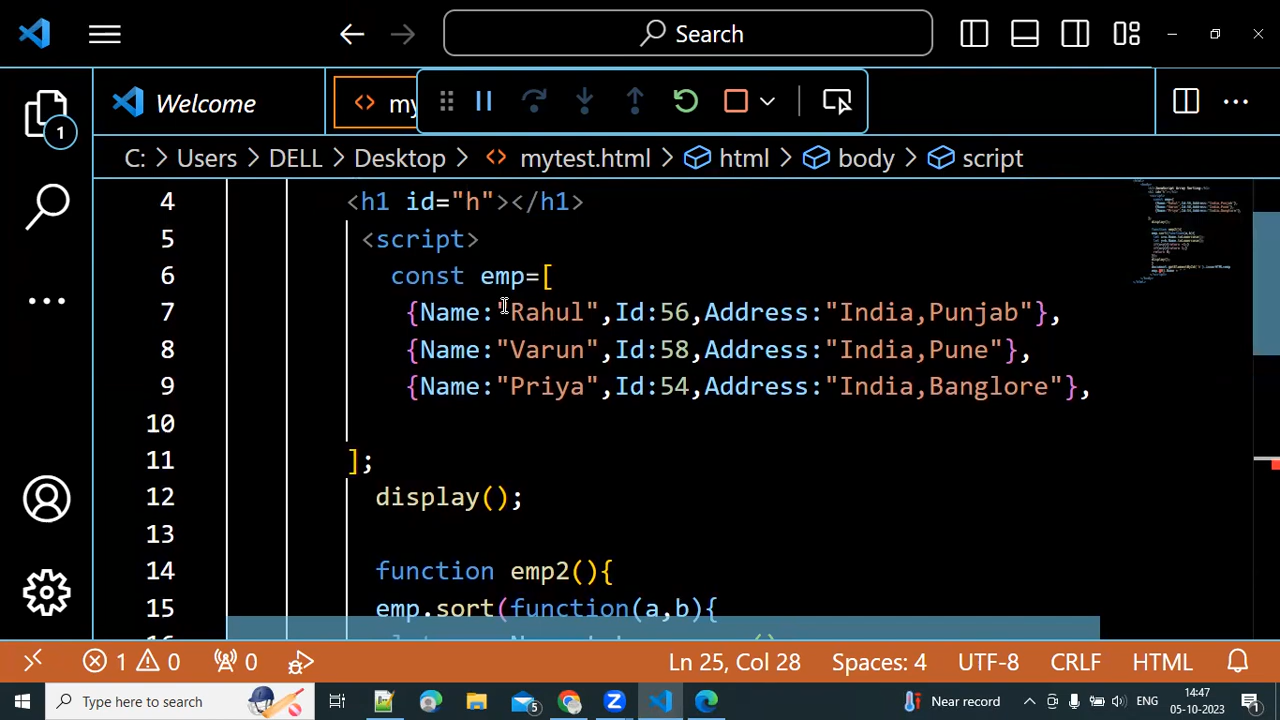 Search
Welcome
my
C: Users DELL Desktop mytest.html html body script
1
4 <h1 id="h"></h1>
5 <script>
6 const emp=[
7 {Name:"Rahul",Id:56,Address:"India,Punjab"},
8 {Name:"Varun",Id:58,Address:"India,Pune"},
9 {Name:"Priya",Id:54,Address:"India,Banglore"},
10
11 ];
12 display();
13
14 function emp2(){
15 emp.sort(function(a,b){
1 0 0 Ln 25, Col 28 Spaces: 4 UTF-8 CRLF HTML
Type here to search 5 Near record ENG 14:47 1
05-10-2023